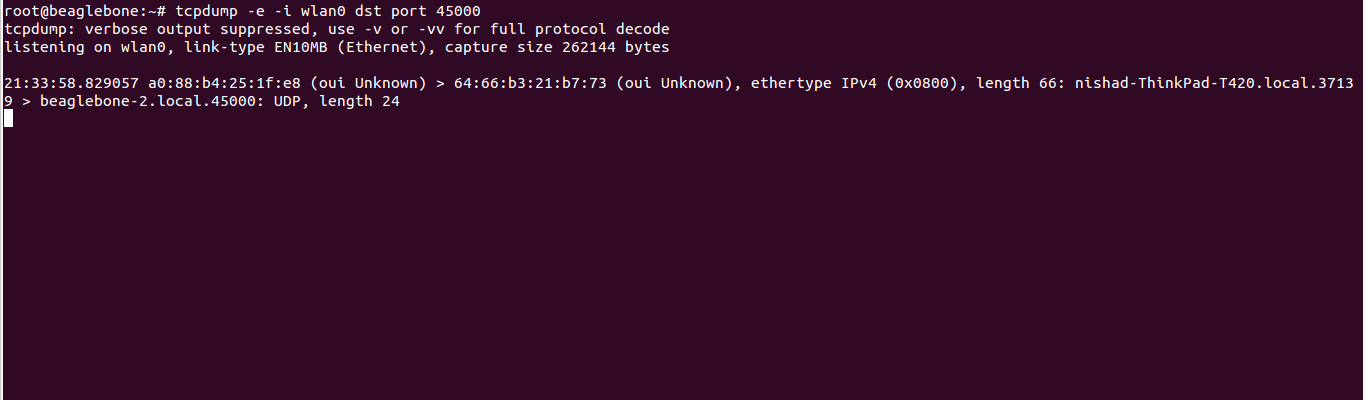 root@beaglebone:~# tcpdump -e -i wlan0 dst port 45000
tcpdump: verbose output suppressed, use -v or -vv for full protocol decode
listening on wlan0, link-type EN10MB (Ethernet), capture size 262144 bytes
21:33:58.829057 a0:88:b4:25:1f:e8 (oui Unknown) > 64:66:b3:21:b7:73 (oui Unknown), ethertype IPv4 (0x0800), length 66: nishad-ThinkPad-T420.local.3713
9 > beaglebone-2.local.45000: UDP, length 24